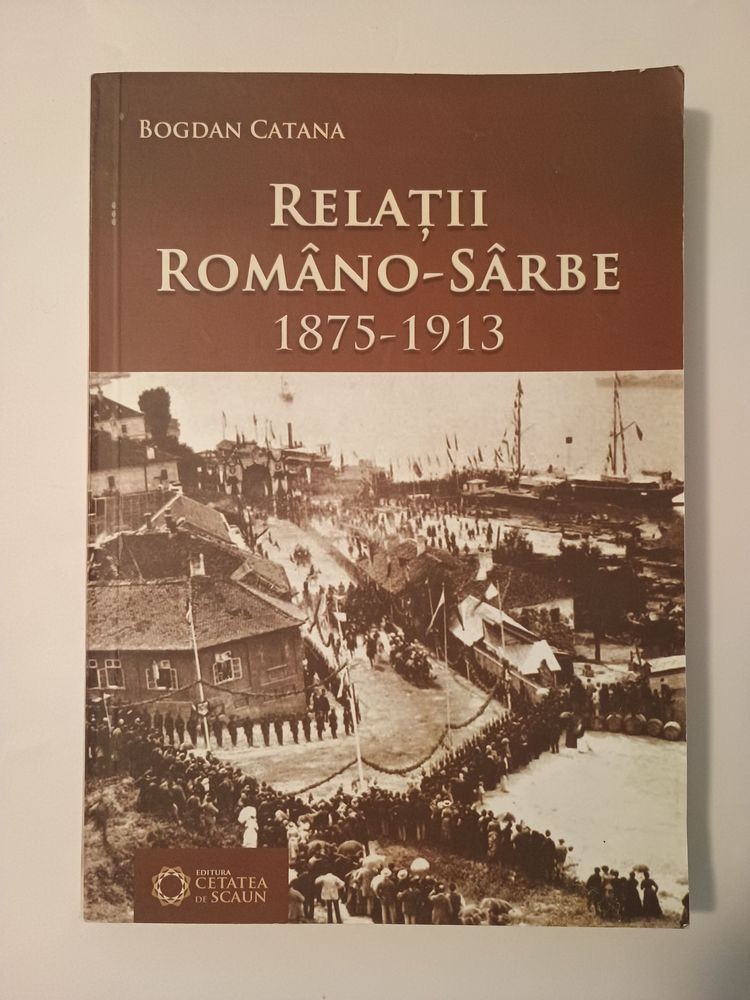 BOGDAN CATANA
RELAȚII
ROMÂNO-SÂRBE
1875-1913
EDITURA
CETATEA
DE SCAUN